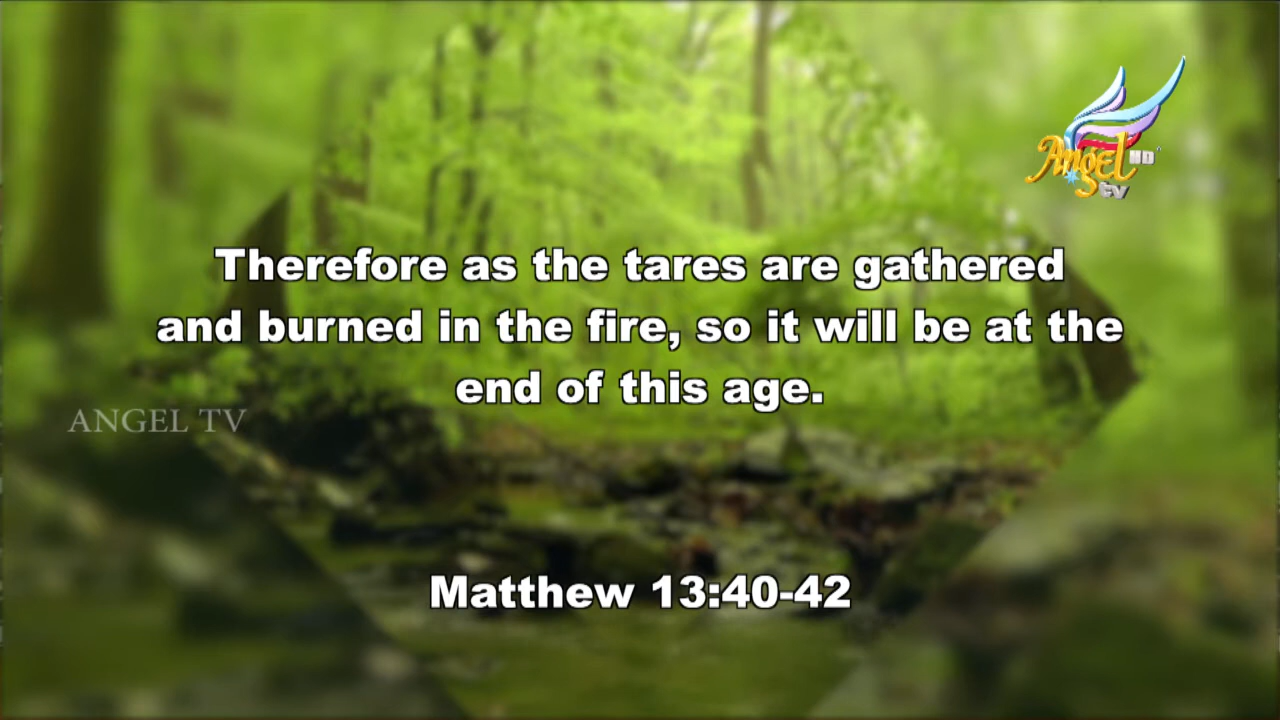 Angel HD
tv
Therefore as the tares are gathered
and burned in the fire, so it will be at the
end of this age.
ANGEL TV
Matthew 13:40-42